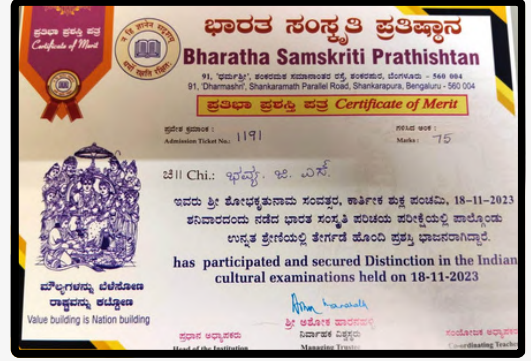 ಪ್ರತಿಭಾ ಪ್ರಶಸ್ತಿ ಪತ್ರ
Certificate of Merit
ಭಾರತ ಸಂಸ್ಕೃತಿ ಪ್ರತಿಷ್ಠಾನ
Bharatha Samskriti Prathishtan
91, 'ಧರ್ಮಶ್ರೀ', ಶಂಕರಮಠ ಸಮಾನಾಂತರ ರಸ್ತೆ, ಶಂಕರಪುರ, ಬೆಂಗಳೂರು - 560 004
91, 'Dharmashri', Shankaramath Parallel Road, Shankarapura, Bengaluru - 560 004
ಪ್ರತಿಭಾ ಪ್ರಶಸ್ತಿ ಪತ್ರ Certificate of Merit
ಪ್ರವೇಶ ಕ್ರಮಾಂಕ :
Admission Ticket No.: 1191
ಗಳಿಸಿದ ಅಂಕ :
Marks: 75
ಚಿ|| Chi.: ಭವ್ಯ. ಜಿ. ಎಸ್.
ಇವರು ಶ್ರೀ ಶೋಭಕೃತುನಾಮ ಸಂವತ್ಸರ, ಕಾರ್ತೀಕ ಶುಕ್ಲ ಪಂಚಮಿ, 18-11-2023
ಶನಿವಾರದಂದು ನಡೆದ ಭಾರತ ಸಂಸ್ಕೃತಿ ಪರಿಚಯ ಪರೀಕ್ಷೆಯಲ್ಲಿ ಪಾಲ್ಗೊಂಡು
ಉನ್ನತ ಶ್ರೇಣಿಯಲ್ಲಿ ತೇರ್ಗಡೆ ಹೊಂದಿ ಪ್ರಶಸ್ತಿ ಭಾಜನರಾಗಿದ್ದಾರೆ.
has participated and secured Distinction in the Indian
cultural examinations held on 18-11-2023
ಮೌಲ್ಯಗಳನ್ನು ಬೆಳೆಸೋಣ
ರಾಷ್ಟ್ರವನ್ನು ಕಟ್ಟೋಣ
Value building is Nation building
ಪ್ರಧಾನ ಅಧ್ಯಾಪಕರು
Head of the Institution
ಶ್ರೀ ಅಶೋಕ ಹಾರನಹಳ್ಳಿ
ನಿರ್ವಾಹಕ ವಿಶ್ವಸ್ಥರು
Managing Trustee
ಸಂಯೋಜಕ
Co-ordinating